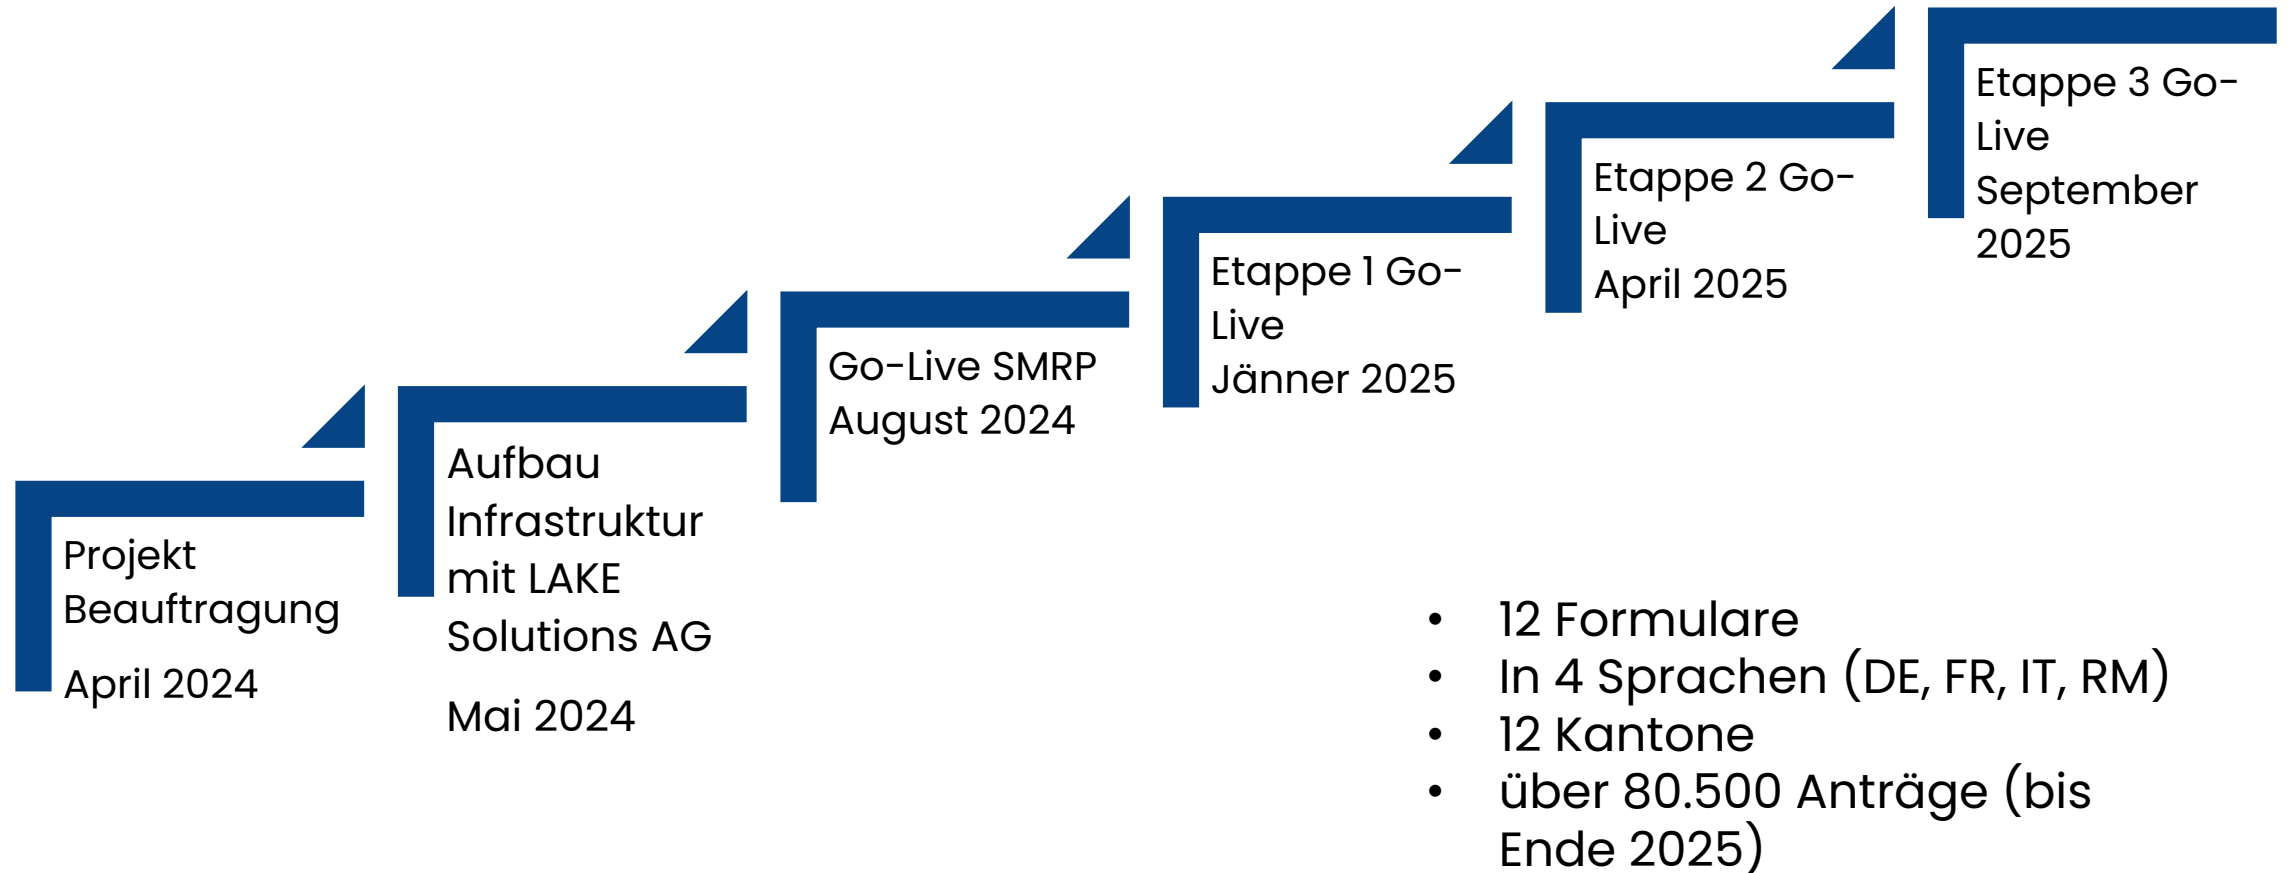 Projekt
Beauftragung
April 2024
Aufbau
Infrastruktur
mit LAKE
Solutions AG
Mai 2024
Go-Live SMRP
August 2024
Etappe 1 Go-
Live
Jänner 2025
Etappe 2 Go-
Live
April 2025
Etappe 3 Go-
Live
September
2025
• 12 Formulare
• In 4 Sprachen (DE, FR, IT, RM)
• 12 Kantone
• über 80.500 Anträge (bis
Ende 2025)